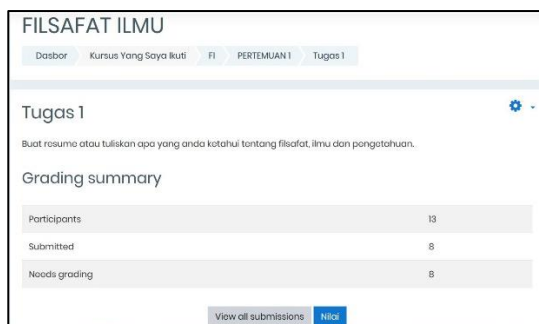 FILSAFAT ILMU
Dasbor Kursus Yang Saya Ikuti FI PERTEMUAN 1 Tugas 1
Tugas 1
Buat resume atau tuliskan apa yang anda ketahui tentang filsafat, ilmu dan pengetahuan.
Grading summary
Participants 13
Submitted 8
Needs grading 8
View all submissions Nilai